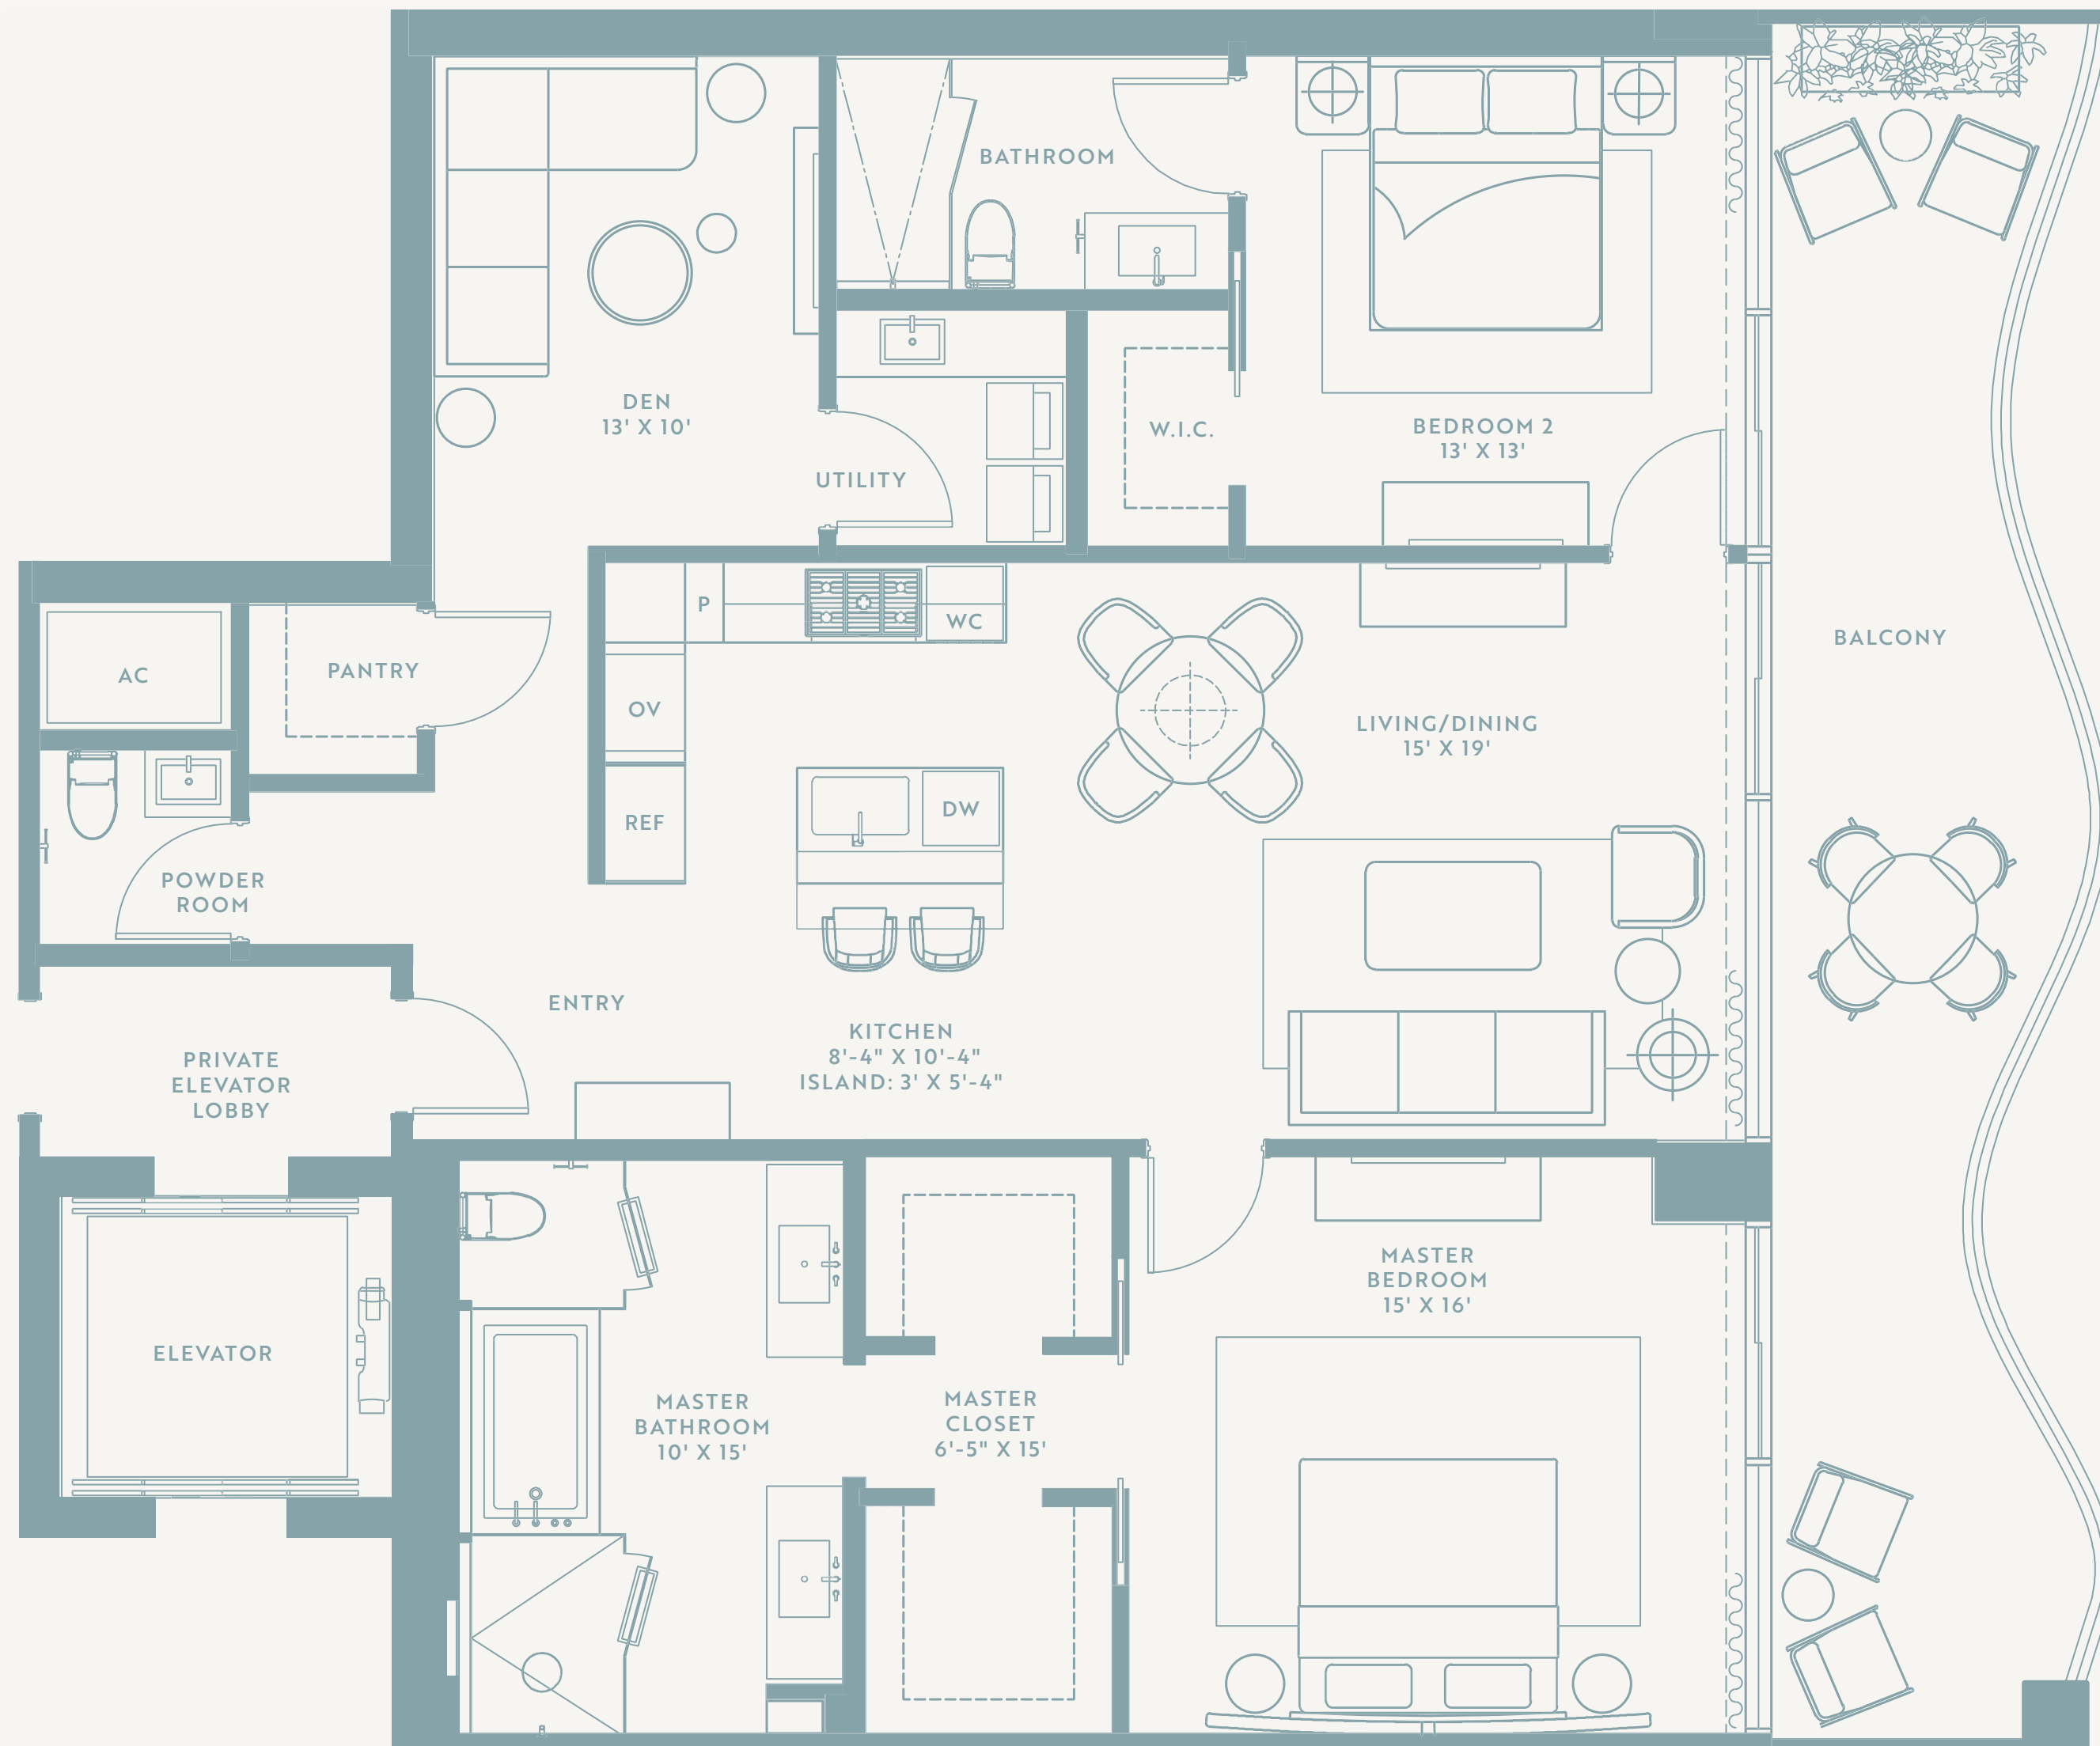 BATHROOM
DEN
13' X 10'
UTILITY
W.I.C.
BEDROOM 2
13' X 13'
P
WC
AC
PANTRY
OV
REF
DW
LIVING/DINING
15' X 19'
BALCONY
POWDER
ROOM
ENTRY
KITCHEN
8'-4" X 10'-4"
ISLAND: 3' X 5'-4"
PRIVATE
ELEVATOR
LOBBY
ELEVATOR
MASTER
BATHROOM
10' X 15'
MASTER
CLOSET
6'-5" X 15'
MASTER
BEDROOM
15' X 16'